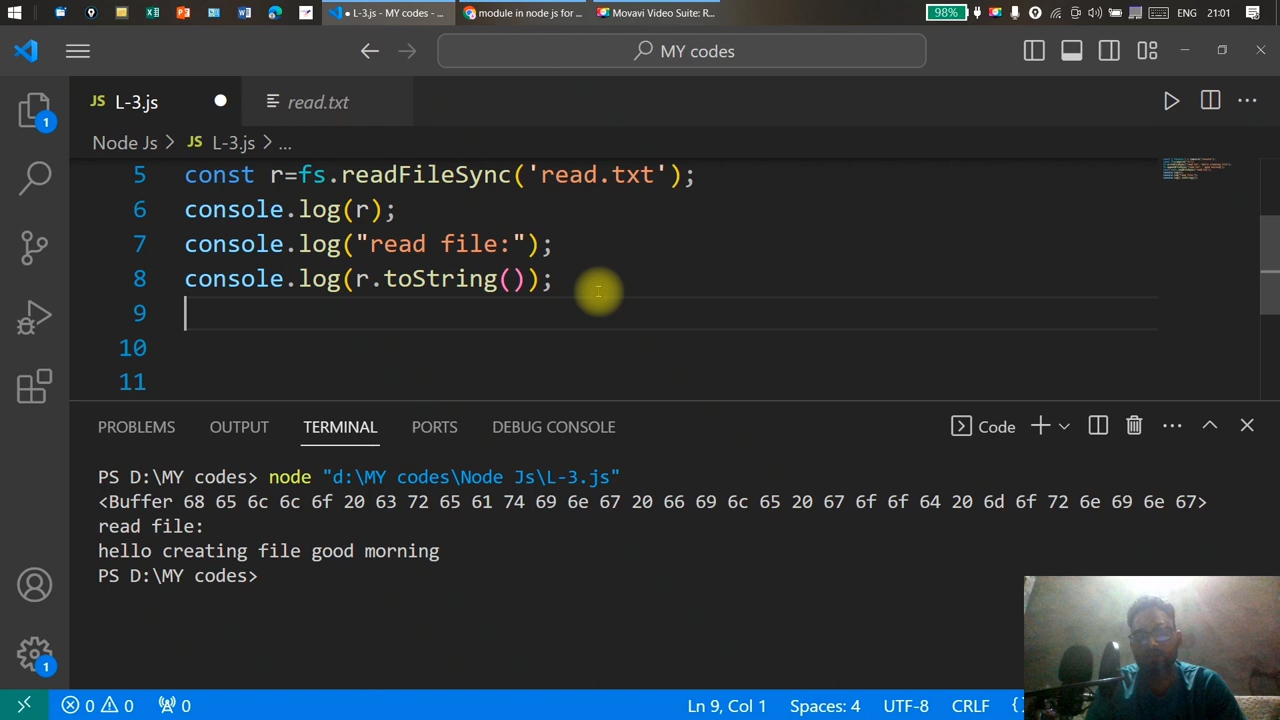 L-3.js - MY codes - ...
module in node js for ...
Movavi Video Suite: R...
98%
ENG
21:01
MY codes
JS L-3.js
read.txt
Node Js > JS L-3.js > ...
5 const r=fs.readFileSync('read.txt');
6 console.log(r);
7 console.log("read file:");
8 console.log(r.toString());
9
10
11
1
PROBLEMS OUTPUT TERMINAL PORTS DEBUG CONSOLE
Code
PS D:\MY codes> node "d:\MY codes\Node Js\L-3.js"
<Buffer 68 65 6c 6c 6f 20 63 72 65 61 74 69 6e 67 20 66 69 6c 65 20 67 6f 6f 64 20 6d 6f 72 6e 69 6e 67>
read file:
hello creating file good morning
PS D:\MY codes>
1
0 0 0
Ln 9, Col 1 Spaces: 4 UTF-8 CRLF {